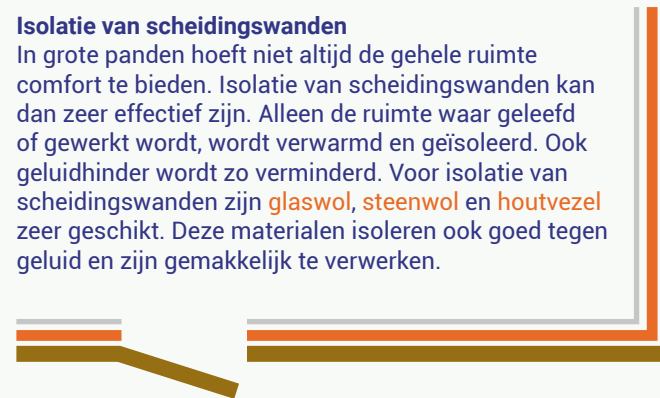 Isolatie van scheidingswanden
In grote panden hoeft niet altijd de gehele ruimte
comfort te bieden. Isolatie van scheidingswanden kan
dan zeer effectief zijn. Alleen de ruimte waar geleefd
of gewerkt wordt, wordt verwarmd en geïsoleerd. Ook
geluidhinder wordt zo verminderd. Voor isolatie van
scheidingswanden zijn glaswol, steenwol en houtvezel
zeer geschikt. Deze materialen isoleren ook goed tegen
geluid en zijn gemakkelijk te verwerken.